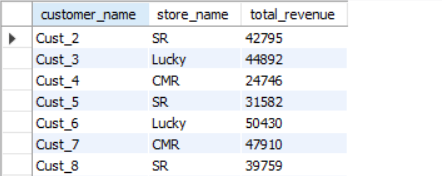 customer_name store_name total_revenue
Cust_2 SR 42795
Cust_3 Lucky 44892
Cust_4 CMR 24746
Cust_5 SR 31582
Cust_6 Lucky 50430
Cust_7 CMR 47910
Cust_8 SR 39759